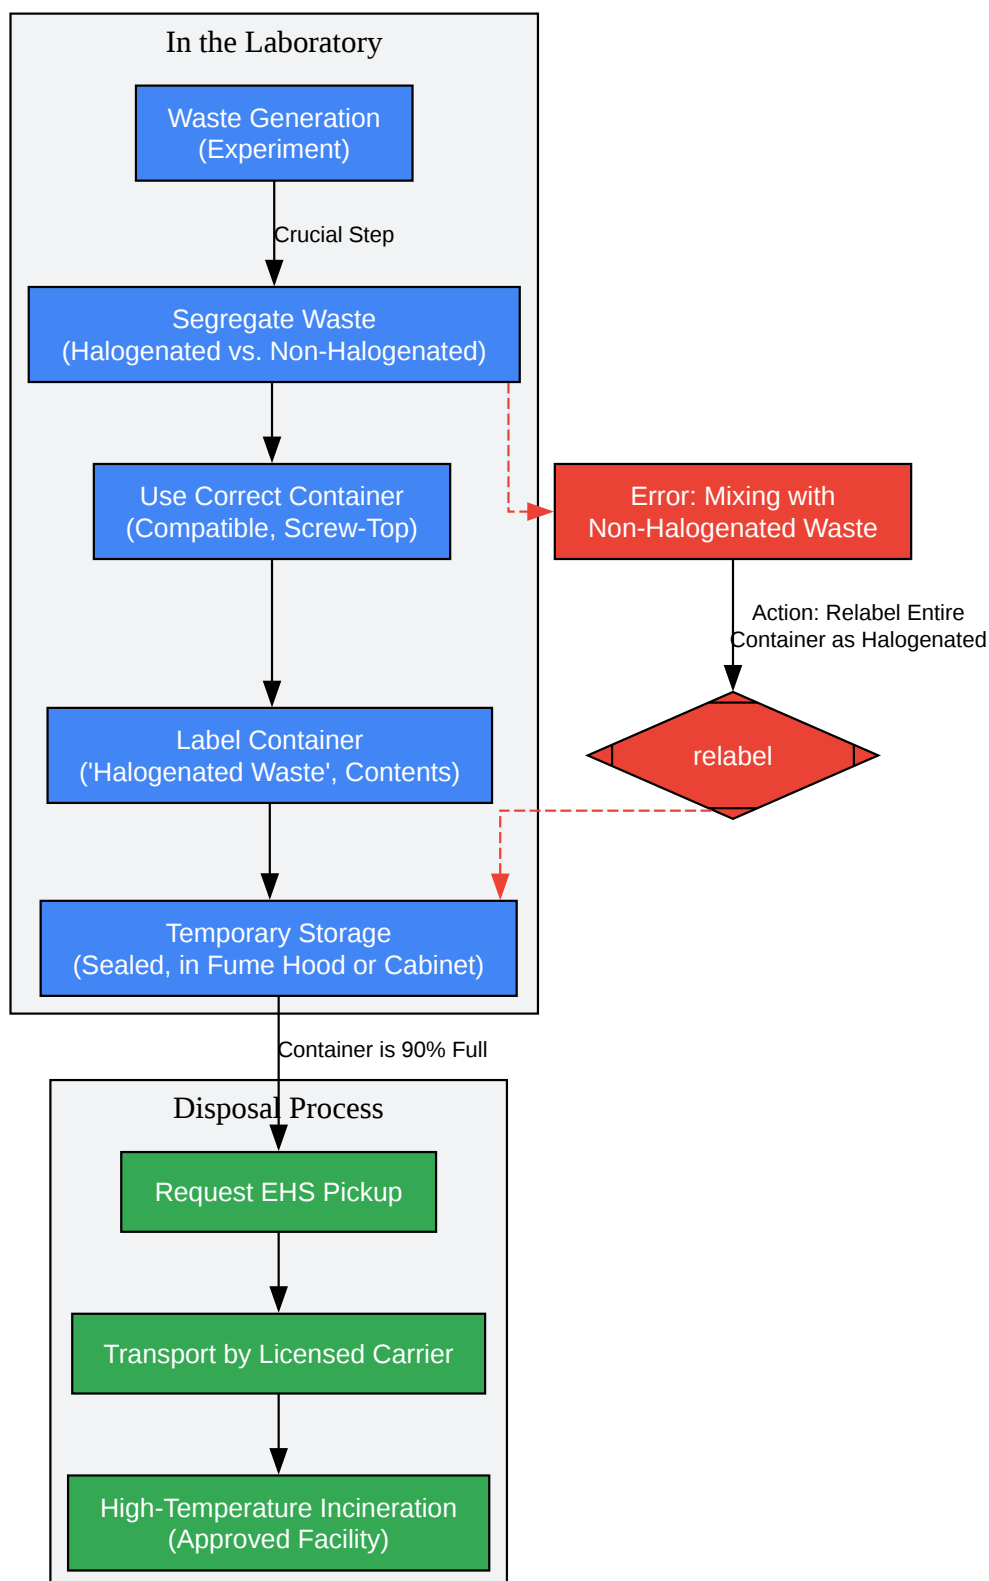 In the Laboratory
Waste Generation
(Experiment)
Crucial Step
Segregate Waste
(Halogenated vs. Non-Halogenated)
Use Correct Container
(Compatible, Screw-Top)
Error: Mixing with
Non-Halogenated Waste
Action: Relabel Entire
Container as Halogenated
Label Container
('Halogenated Waste', Contents)
relabel
Temporary Storage
(Sealed, in Fume Hood or Cabinet)
Container is 90% Full
Disposal Process
Request EHS Pickup
Transport by Licensed Carrier
High-Temperature Incineration
(Approved Facility)